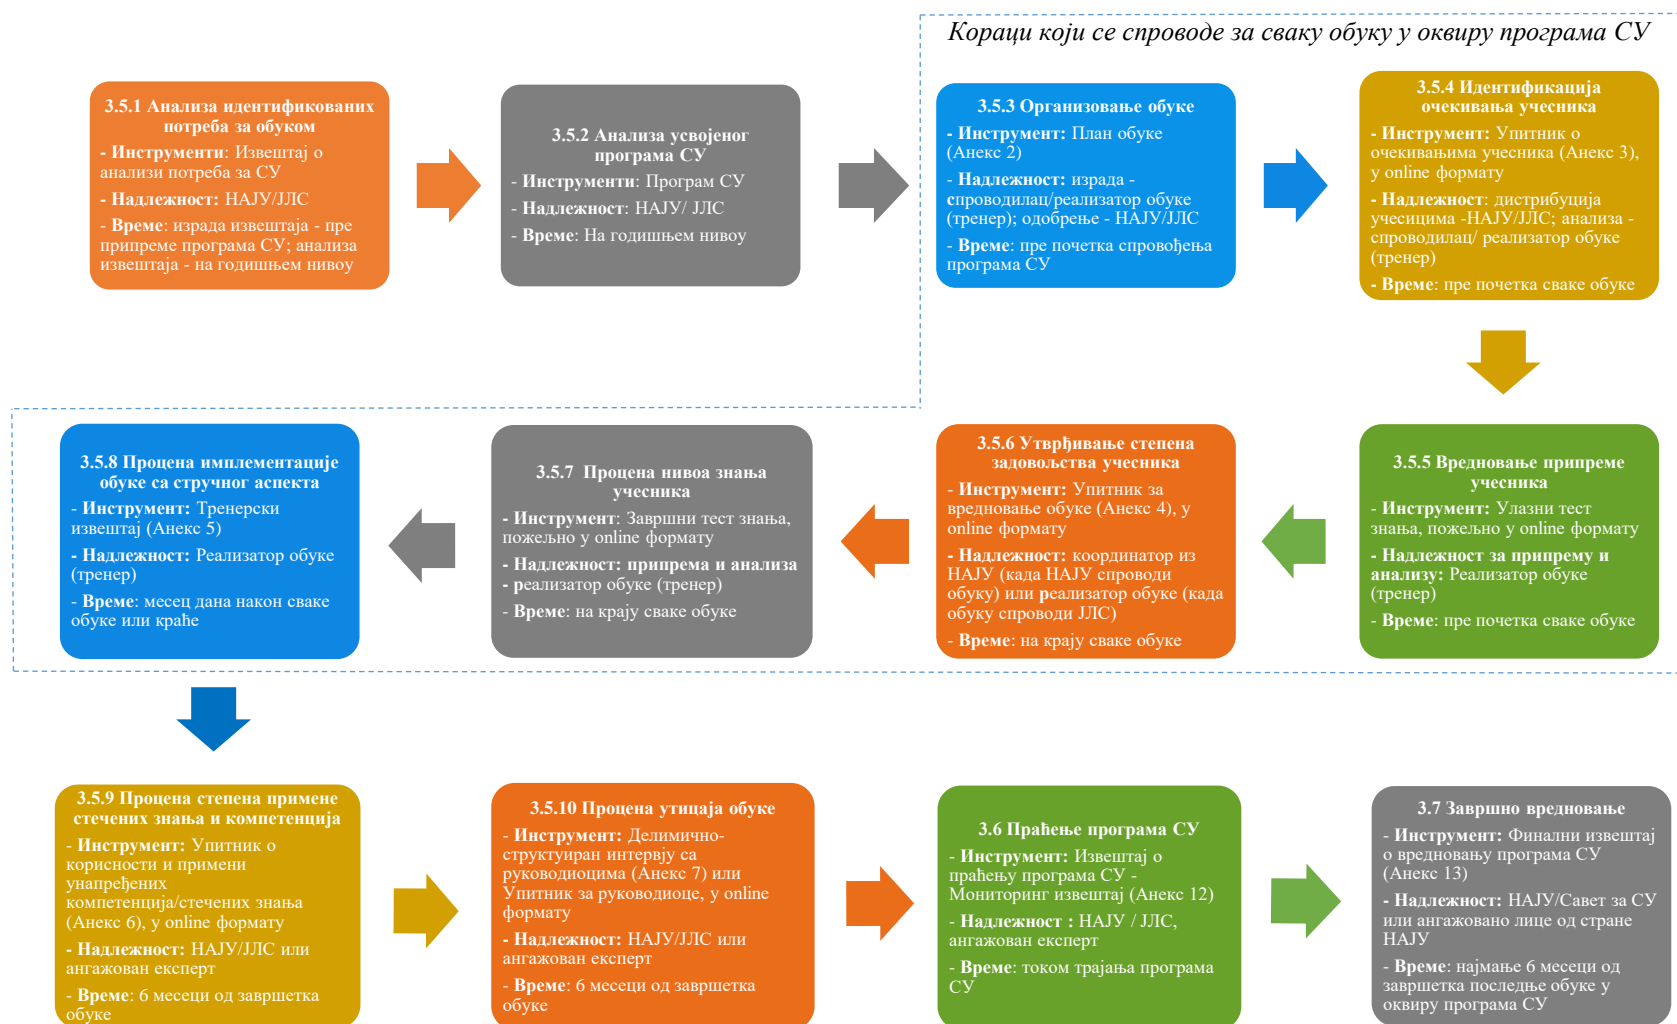 Кораци који се спроводе за сваку обуку у оквиру програма СУ
3.5.1 Анализа идентификованих
потреба за обуком
- Инструменти: Извештај о
анализи потреба за СУ
- Надлежност: НАЈУ/ЈЛС
- Време: израда извештаја - пре
припреме програма СУ; анализа
извештаја - на годишњем нивоу
3.5.2 Анализа усвојеног
програма СУ
- Инструменти: Програм СУ
- Надлежност: НАЈУ/ ЈЛС
- Време: На годишњем нивоу
3.5.3 Организовање обуке
- Инструмент: План обуке
(Анекс 2)
- Надлежност: израда -
спроводилац/реализатор обуке
(тренер); одобрење - НАЈУ/ЈЛС
- Време: пре почетка спровођења
програма СУ
3.5.4 Идентификација
очекивања учесника
- Инструмент: Упитник о
очекивањима учесника (Анекс 3),
у online формату
- Надлежност: дистрибуција
учесицима -НАЈУ/ЈЛС; анализа -
спроводилац/ реализатор обуке
(тренер)
- Време: пре почетка сваке обуке
3.5.8 Процена имплементације
обуке са стручног аспекта
- Инструмент: Тренерски
извештај (Анекс 5)
- Надлежност: Реализатор обуке
(тренер)
- Време: месец дана након сваке
обуке или краће
3.5.7 Процена нивоа знања
учесника
- Инструмент: Завршни тест знања,
пожељно у online формату
- Надлежност: припрема и анализа
- реализатор обуке (тренер)
- Време: на крају сваке обуке
3.5.6 Утврђивање степена
задовољства учесника
- Инструмент: Упитник за
вредновање обуке (Анекс 4), у
online формату
- Надлежност: координатор из
НАЈУ (када НАЈУ спроводи
обуку) или реализатор обуке (када
обуку спроводи ЈЛС)
- Време: на крају сваке обуке
3.5.5 Вредновање припреме
учесника
- Инструмент: Улазни тест
знања, пожељно у online формату
- Надлежност за припрему и
анализу: Реализатор обуке
(тренер)
- Време: пре почетка сваке обуке
3.5.9 Процена степена примене
стечених знања и компетенција
- Инструмент: Упитник о
корисности и примени
унапређених
компетенција/стечених знања
(Анекс 6), у online формату
- Надлежност: НАЈУ/ЈЛС или
ангажован експерт
- Време: 6 месеци од завршетка
обуке
3.5.10 Процена утицаја обуке
- Инструмент: Делимично-
структуиран интервју са
руководиоцима (Анекс 7) или
Упитник за руководиоце, у online
формату
- Надлежност: НАЈУ/ЈЛС или
ангажован експерт
- Време: 6 месеци од завршетка
обуке
3.6 Праћење програма СУ
- Инструмент: Извештај о
праћењу програма СУ -
Мониторинг извештај (Анекс 12)
- Надлежност : НАЈУ / ЈЛС,
ангажован експерт
- Време: током трајања програма
СУ
3.7 Завршно вредновање
- Инструмент: Финални извештај
о вредновању програма СУ
(Анекс 13)
- Надлежност: НАЈУ/Савет за СУ
или ангажовано лице од стране
НАЈУ
- Време: најмање 6 месеци од
завршетка последње обуке у
оквиру програма СУ